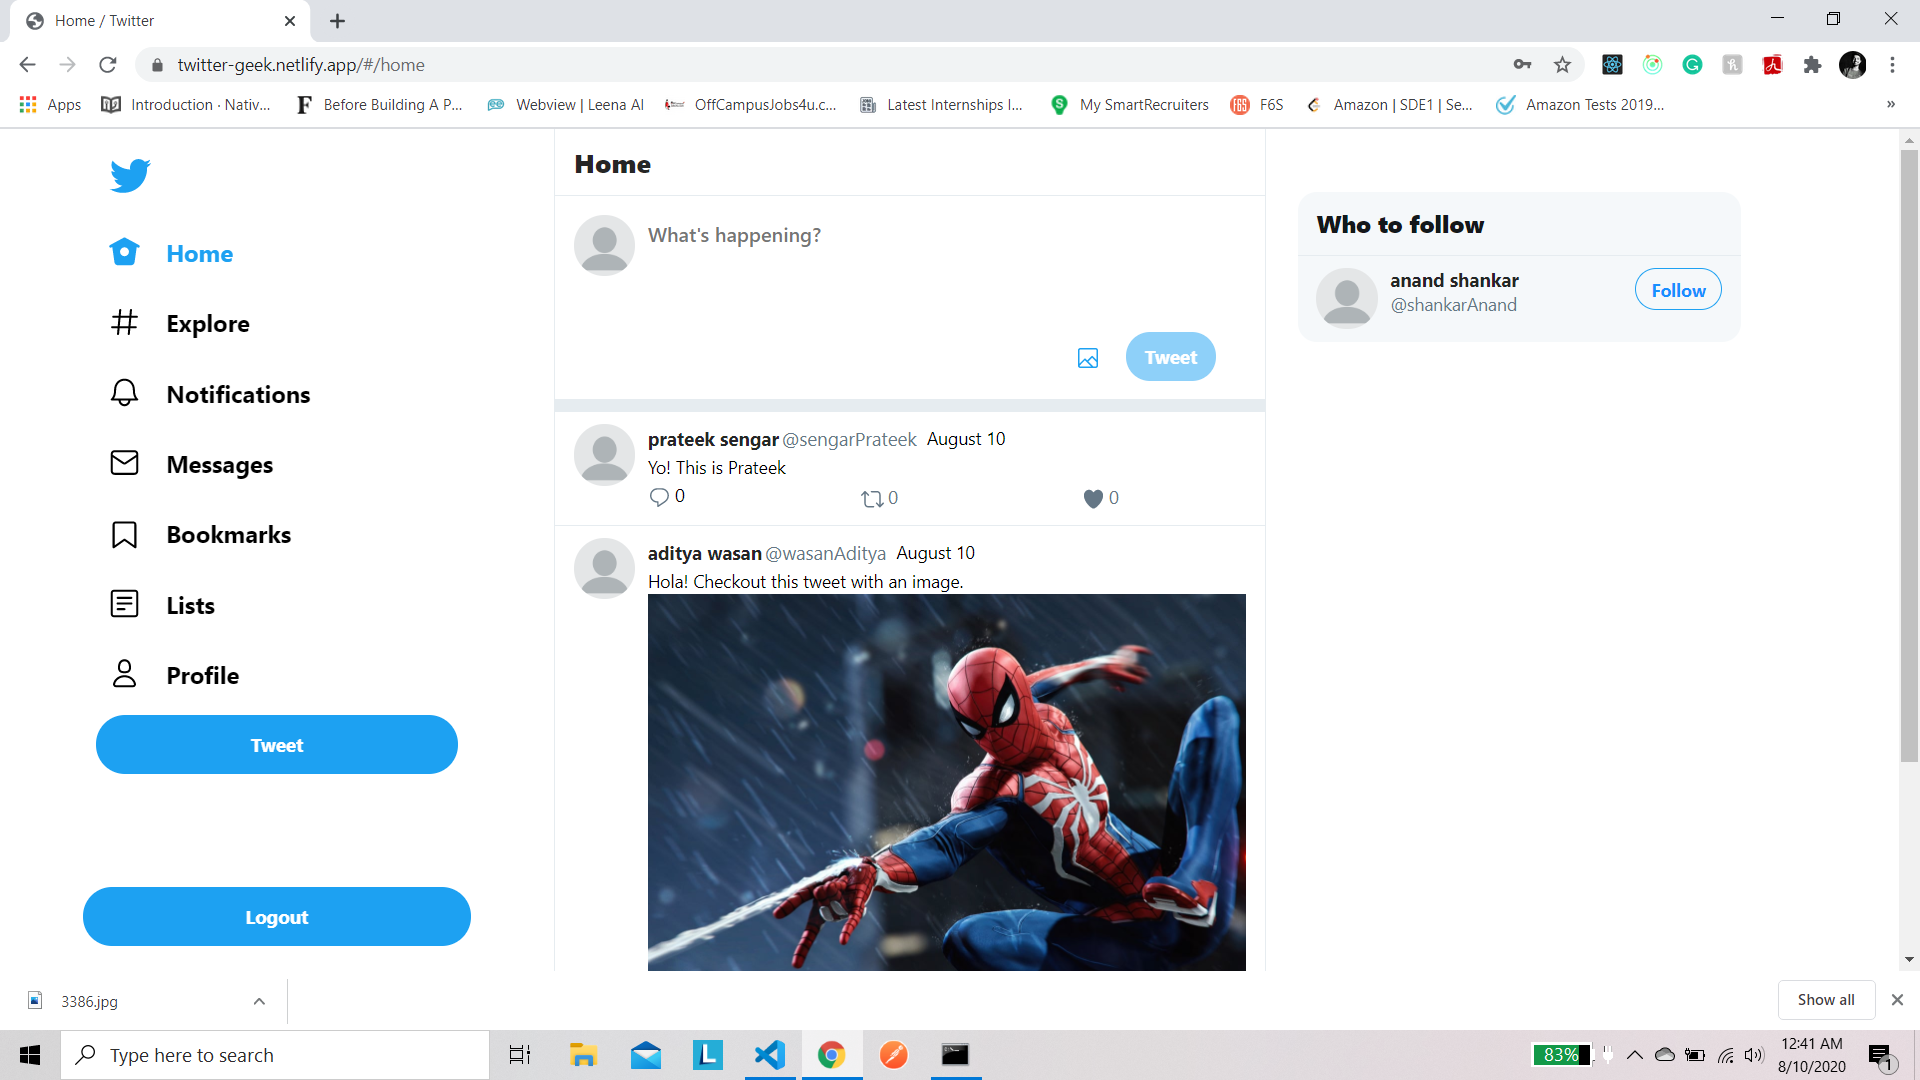 Home / Twitter
twitter-geek.netlify.app/#/home
Apps
Introduction · Nativ...
Before Building A P...
Webview | Leena AI
OffCampusJobs4u.c...
Latest Internships I...
My SmartRecruiters
F6S
Amazon | SDE1 | Se...
Amazon Tests 2019...
»
Home
Explore
Notifications
Messages
Bookmarks
Lists
Profile
Tweet
Logout
Home
What's happening?
Tweet
prateek sengar @sengarPrateek August 10
Yo! This is Prateek
0 0 0
aditya wasan @wasanAditya August 10
Hola! Checkout this tweet with an image.
Who to follow
anand shankar
@shankarAnand
Follow
3386.jpg
Show all
Type here to search
83%
12:41 AM
8/10/2020
1